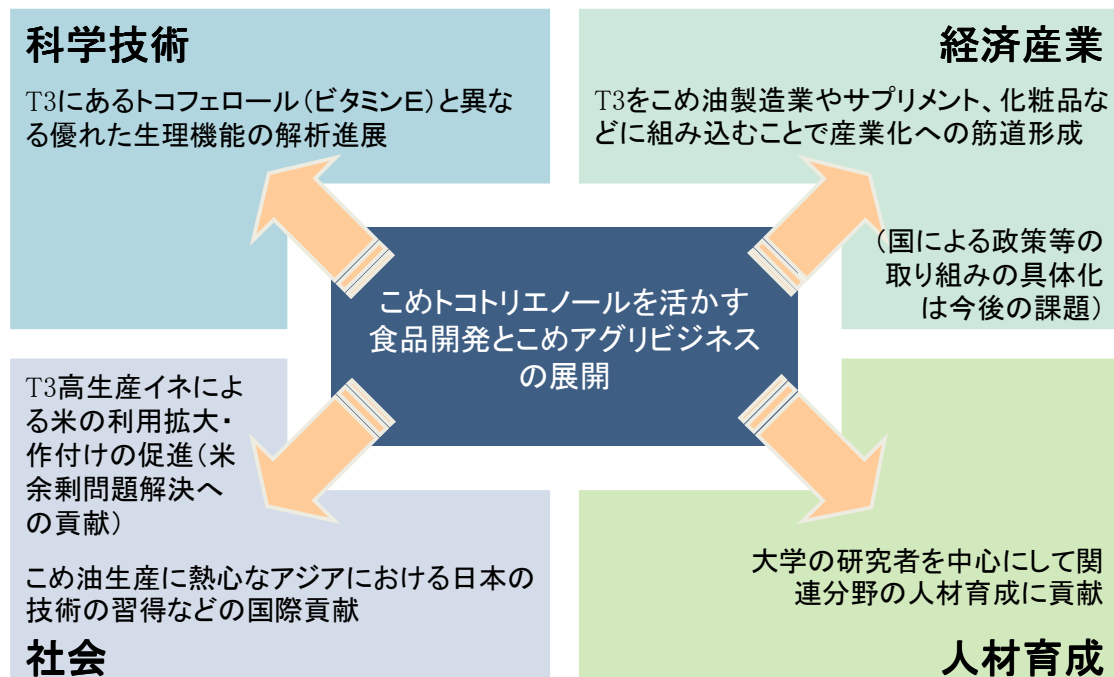 科学技術
T3にあるトコフェロール（ビタミンE）と異な
る優れた生理機能の解析進展
経済産業
T3をこめ油製造業やサプリメント、化粧品な
どに組み込むことで産業化への筋道形成
（国による政策等の
取り組みの具体化
は今後の課題）
こめトコトリエノールを活かす
食品開発とこめアグリビジネス
の展開
T3高生産イネによ
る米の利用拡大・
作付けの促進（米
余剰問題解決へ
の貢献）
こめ油生産に熱心なアジアにおける日本の
技術の習得などの国際貢献
社会
大学の研究者を中心にして関
連分野の人材育成に貢献
人材育成